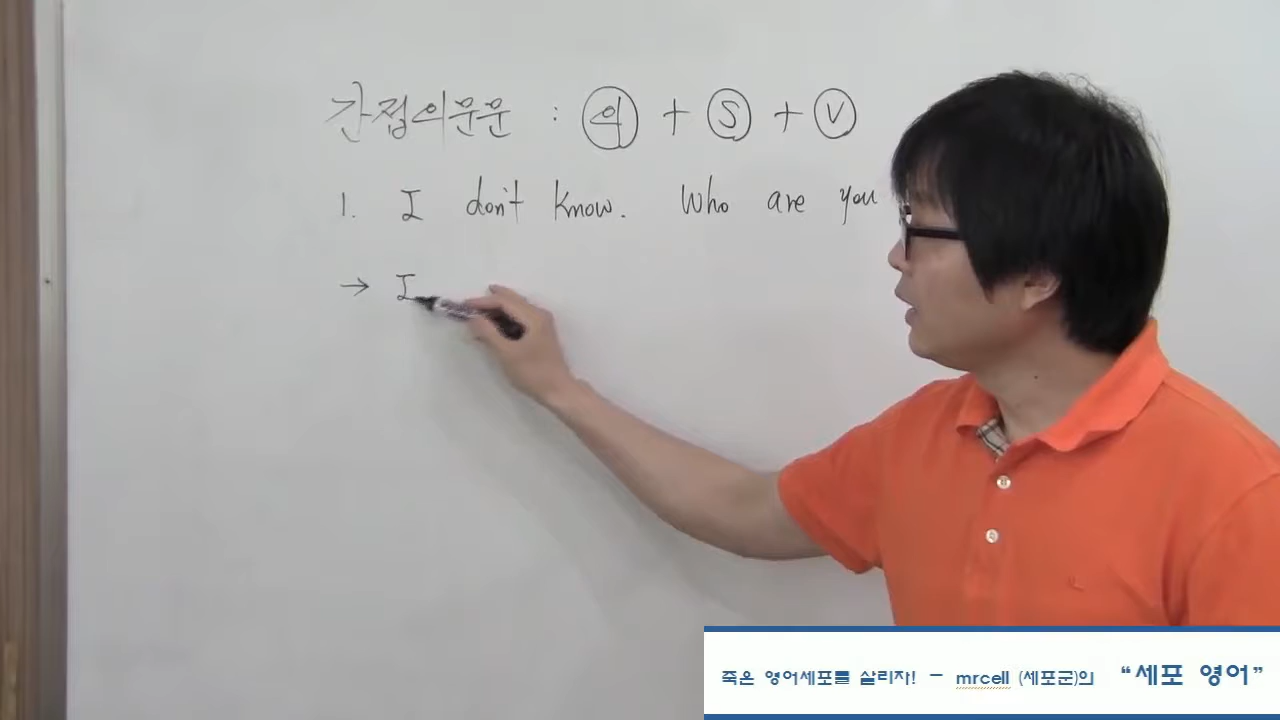 간접의문문 : 의 + S + V
1. I don't know. Who are you
→ I
죽은 영어세포를 살리자! - mrcell (세포군)의 “세포 영어”